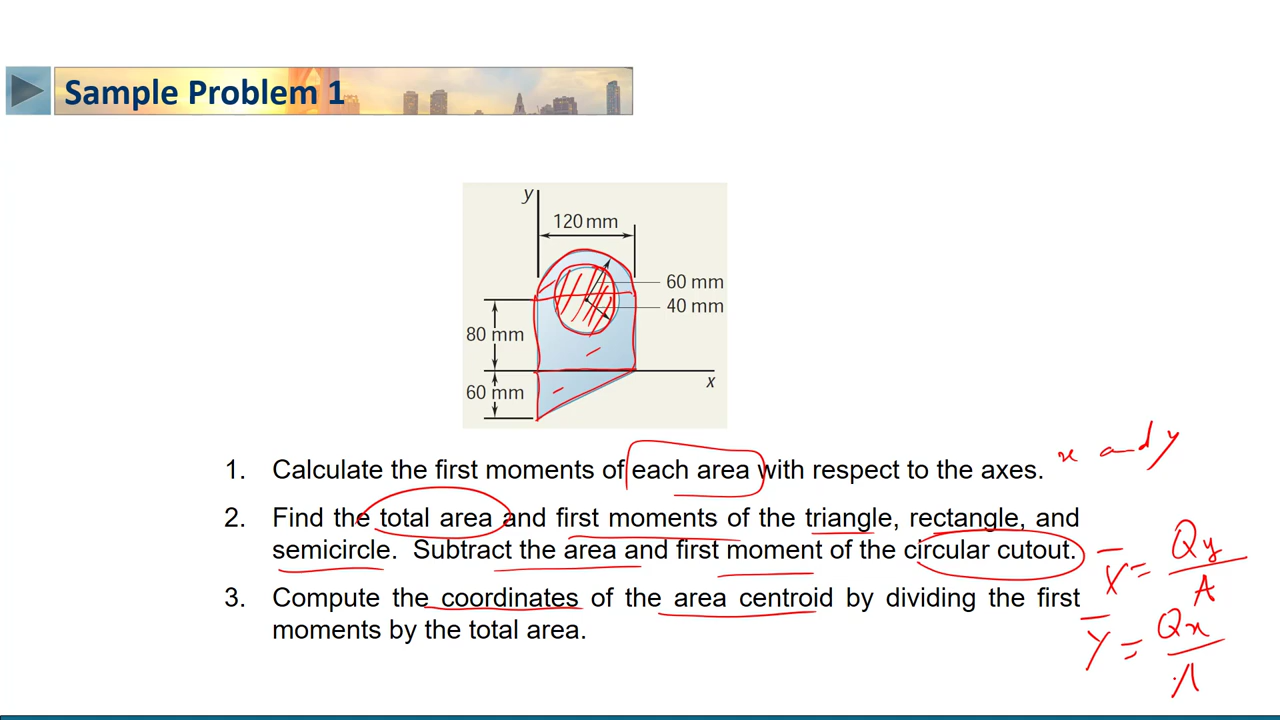 Sample Problem 1
y
120 mm
60 mm
40 mm
80 mm
x
60 mm
1. Calculate the first moments of each area with respect to the axes. x and y
2. Find the total area and first moments of the triangle, rectangle, and
semicircle. Subtract the area and first moment of the circular cutout.
X̄ = Qy / A
3. Compute the coordinates of the area centroid by dividing the first
moments by the total area.
Ȳ = Qx / A